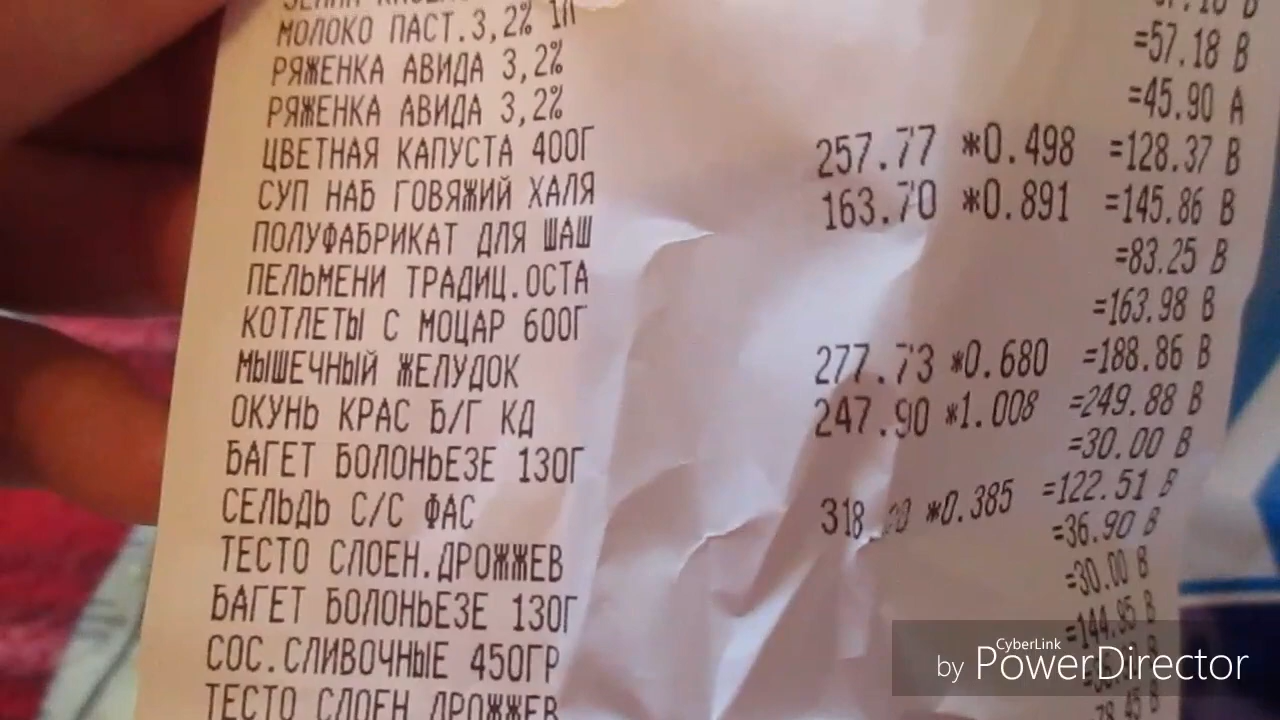 МОЛОКО ПАСТ.3,2% 1Л
РЯЖЕНКА АВИДА 3,2%
РЯЖЕНКА АВИДА 3,2% =57.18 В
ЦВЕТНАЯ КАПУСТА 400Г =45.90 А
СУП НАБ ГОВЯЖИЙ ХАЛЯ 257.77 *0.498 =128.37 В
ПОЛУФАБРИКАТ ДЛЯ ШАШ 163.70 *0.891 =145.86 В
ПЕЛЬМЕНИ ТРАДИЦ.ОСТА =83.25 В
КОТЛЕТЫ С МОЦАР 600Г =163.98 В
МЫШЕЧНЫЙ ЖЕЛУДОК 277.73 *0.680 =188.86 В
ОКУНЬ КРАС Б/Г КД 247.90 *1.008 =249.88 В
БАГЕТ БОЛОНЬЕЗЕ 130Г =30.00 В
СЕЛЬДЬ С/С ФАС *0.385 =122.51 В
ТЕСТО СЛОЕН.ДРОЖЖЕВ =36.90 В
БАГЕТ БОЛОНЬЕЗЕ 130Г =30.00 В
СОС.СЛИВОЧНЫЕ 450ГР =144.95 В
ТЕСТО СЛОЕН.ДРОЖЖЕВ
by CyberLink PowerDirector